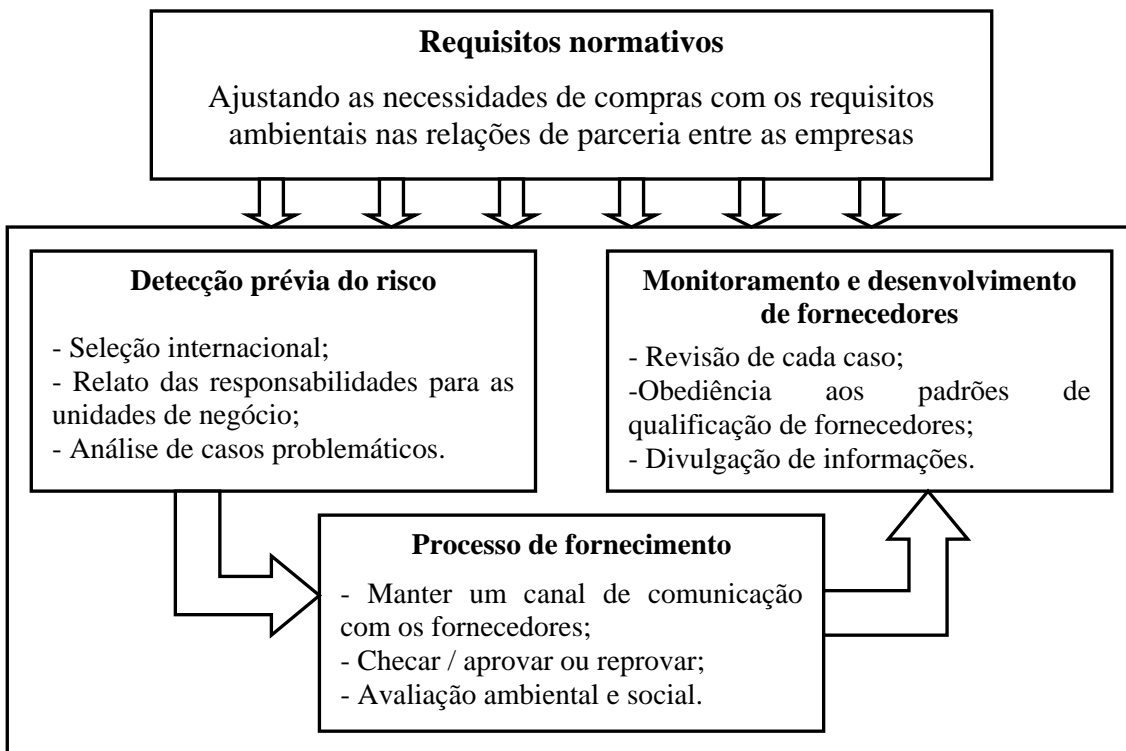 Requisitos normativos
Ajustando as necessidades de compras com os requisitos
ambientais nas relações de parceria entre as empresas
Detecção prévia do risco
- Seleção internacional;
- Relato das responsabilidades para as
unidades de negócio;
- Análise de casos problemáticos.
Monitoramento e desenvolvimento
de fornecedores
- Revisão de cada caso;
-Obediência aos padrões de
qualificação de fornecedores;
- Divulgação de informações.
Processo de fornecimento
- Manter um canal de comunicação
com os fornecedores;
- Checar / aprovar ou reprovar;
- Avaliação ambiental e social.